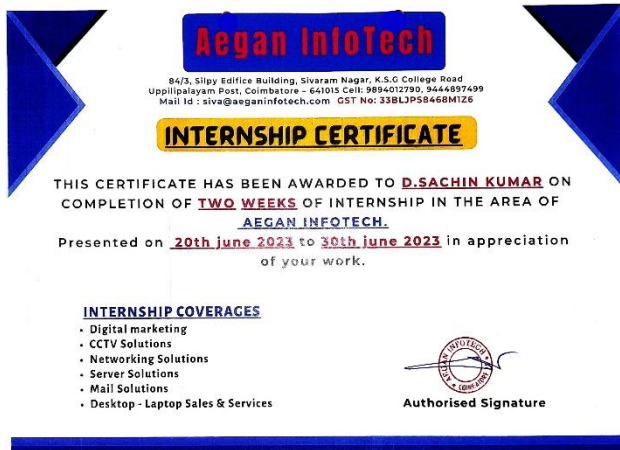 Aegan InfoTech
84/3, Silpy Edifice Building, Sivaram Nagar, K.S.G College Road
Uppilipalayam Post, Coimbatore - 641015 Cell: 9894012790, 9444897499
Mail Id : siva@aeganinfotech.com GST No: 33BLJPS8468M1Z6
INTERNSHIP CERTIFICATE
THIS CERTIFICATE HAS BEEN AWARDED TO D.SACHIN KUMAR ON
COMPLETION OF TWO WEEKS OF INTERNSHIP IN THE AREA OF
AEGAN INFOTECH.
Presented on 20th june 2023 to 30th june 2023 in appreciation
of your work.
INTERNSHIP COVERAGES
• Digital marketing
• CCTV Solutions
• Networking Solutions
• Server Solutions
• Mail Solutions
• Desktop - Laptop Sales & Services
AEGAN INFOTECH
Authorised Signature